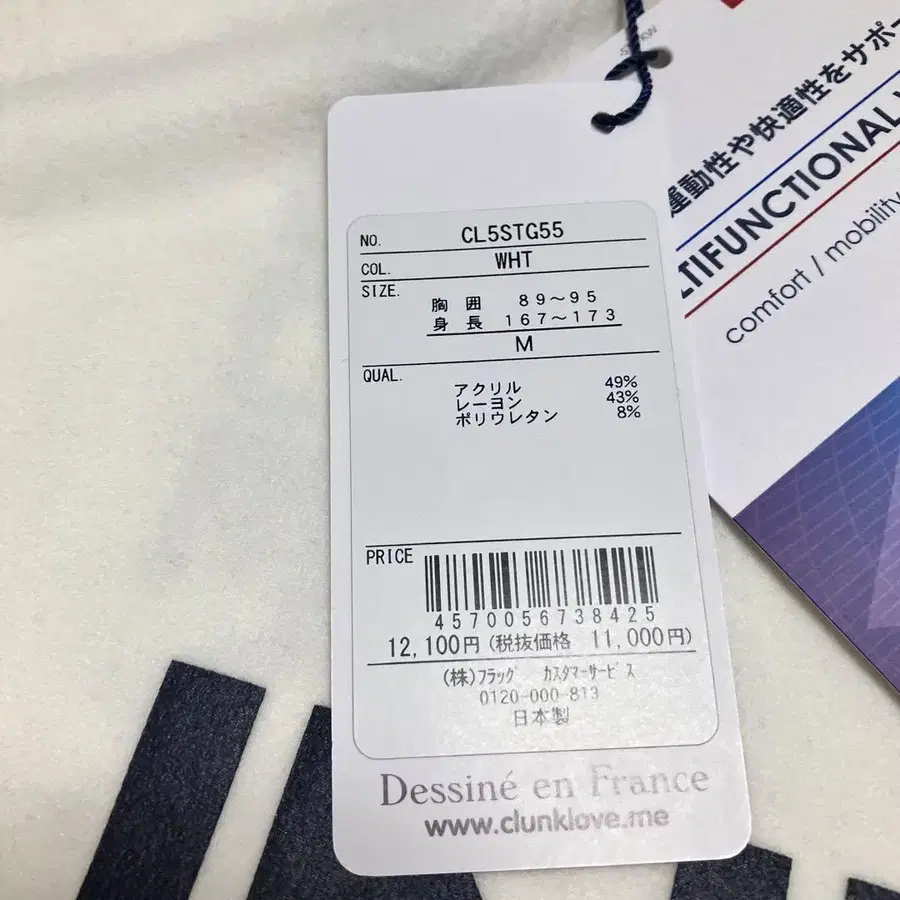 NO. CL5STG55
COL. WHT
SIZE.
胸 囲 89～95
身 長 167～173
M
QUAL.
アクリル 49%
レーヨン 43%
ポリウレタン 8%
PRICE
4570056738425
12,100円 (税抜価格 11,000円)
(株)フラッグ カスタマーサービス
0120-000-813
日本製
Dessiné en France
www.clunklove.me
運動性や快適性をサポ
TIFUNCTIONAL
comfort / mobility